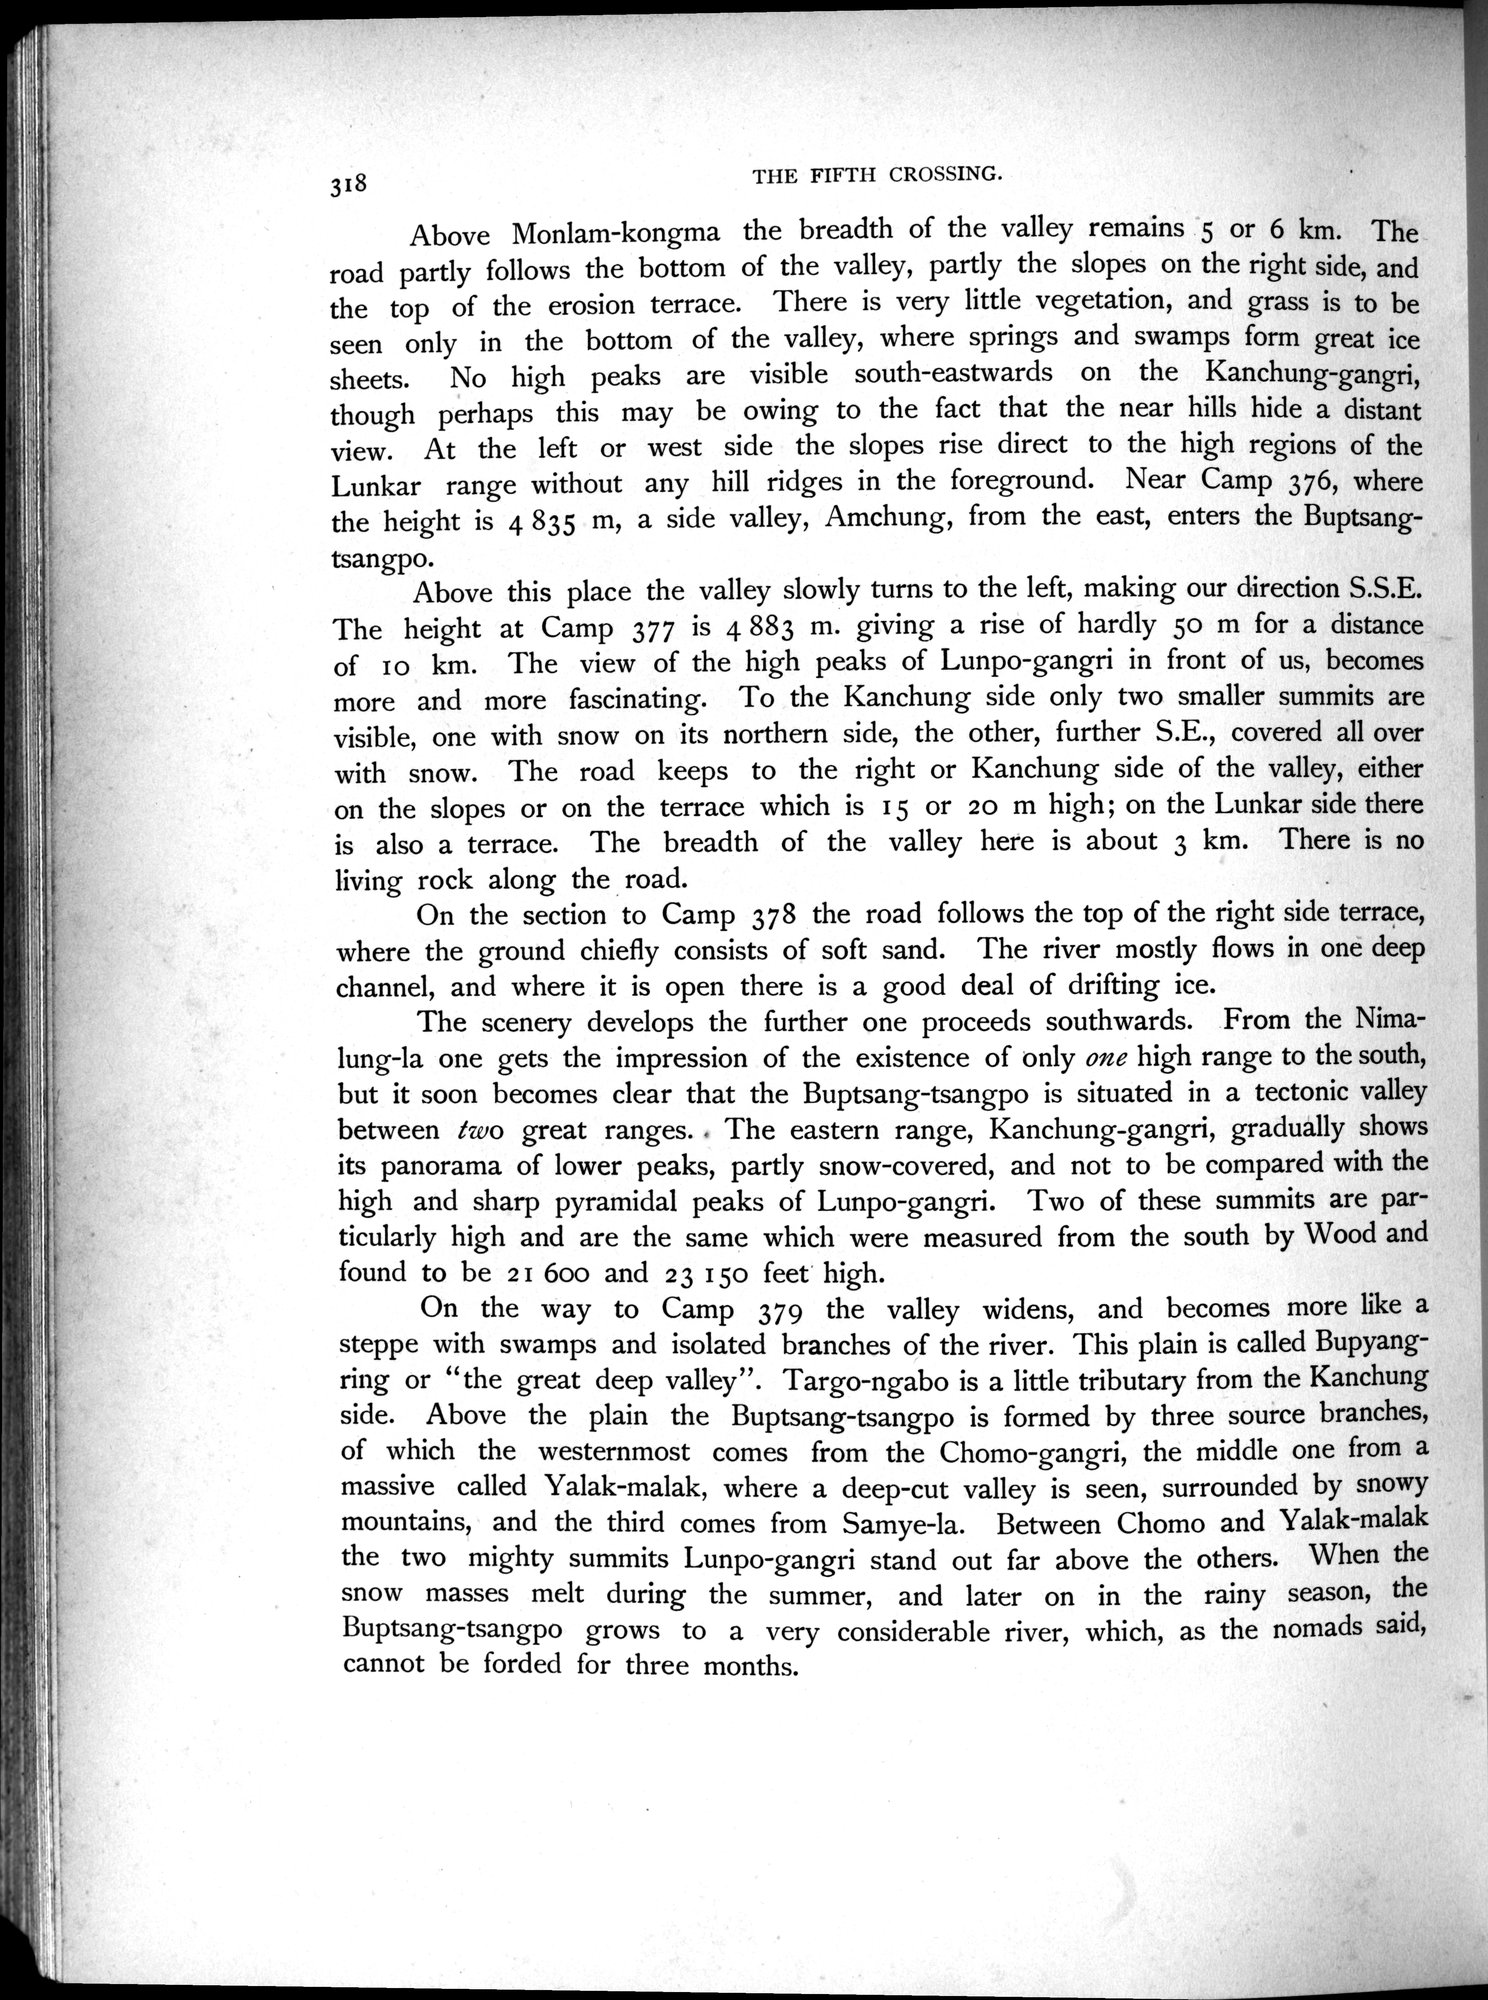 318
THE FIFTH CROSSING.
Above Monlam-kongma the breadth of the valley remains 5 or 6 km. The
road partly follows the bottom of the valley, partly the slopes on the right side, and
the top of the erosion terrace. There is very little vegetation, and grass is to be
seen only in the bottom of the valley, where springs and swamps form great ice
sheets. No high peaks are visible south-eastwards on the Kanchung-gangri,
though perhaps this may be owing to the fact that the near hills hide a distant
view. At the left or west side the slopes rise direct to the high regions of the
Lunkar range without any hill ridges in the foreground. Near Camp 376, where
the height is 4 835 m, a side valley, Amchung, from the east, enters the Buptsang-
tsangpo.
Above this place the valley slowly turns to the left, making our direction S.S.E.
The height at Camp 377 is 4 883 m. giving a rise of hardly 50 m for a distance
of 10 km. The view of the high peaks of Lunpo-gangri in front of us, becomes
more and more fascinating. To the Kanchung side only two smaller summits are
visible, one with snow on its northern side, the other, further S.E., covered all over
with snow. The road keeps to the right or Kanchung side of the valley, either
on the slopes or on the terrace which is 15 or 20 m high; on the Lunkar side there
is also a terrace. The breadth of the valley here is about 3 km. There is no
living rock along the road.
On the section to Camp 378 the road follows the top of the right side terrace,
where the ground chiefly consists of soft sand. The river mostly flows in one deep
channel, and where it is open there is a good deal of drifting ice.
The scenery develops the further one proceeds southwards. From the Nima-
lung-la one gets the impression of the existence of only one high range to the south,
but it soon becomes clear that the Buptsang-tsangpo is situated in a tectonic valley
between two great ranges. The eastern range, Kanchung-gangri, gradually shows
its panorama of lower peaks, partly snow-covered, and not to be compared with the
high and sharp pyramidal peaks of Lunpo-gangri. Two of these summits are par-
ticularly high and are the same which were measured from the south by Wood and
found to be 21 600 and 23 150 feet high.
On the way to Camp 379 the valley widens, and becomes more like a
steppe with swamps and isolated branches of the river. This plain is called Bupyang-
ring or “the great deep valley”. Targo-ngabo is a little tributary from the Kanchung
side. Above the plain the Buptsang-tsangpo is formed by three source branches,
of which the westernmost comes from the Chomo-gangri, the middle one from a
massive called Yalak-malak, where a deep-cut valley is seen, surrounded by snowy
mountains, and the third comes from Samye-la. Between Chomo and Yalak-malak
the two mighty summits Lunpo-gangri stand out far above the others. When the
snow masses melt during the summer, and later on in the rainy season, the
Buptsang-tsangpo grows to a very considerable river, which, as the nomads said,
cannot be forded for three months.